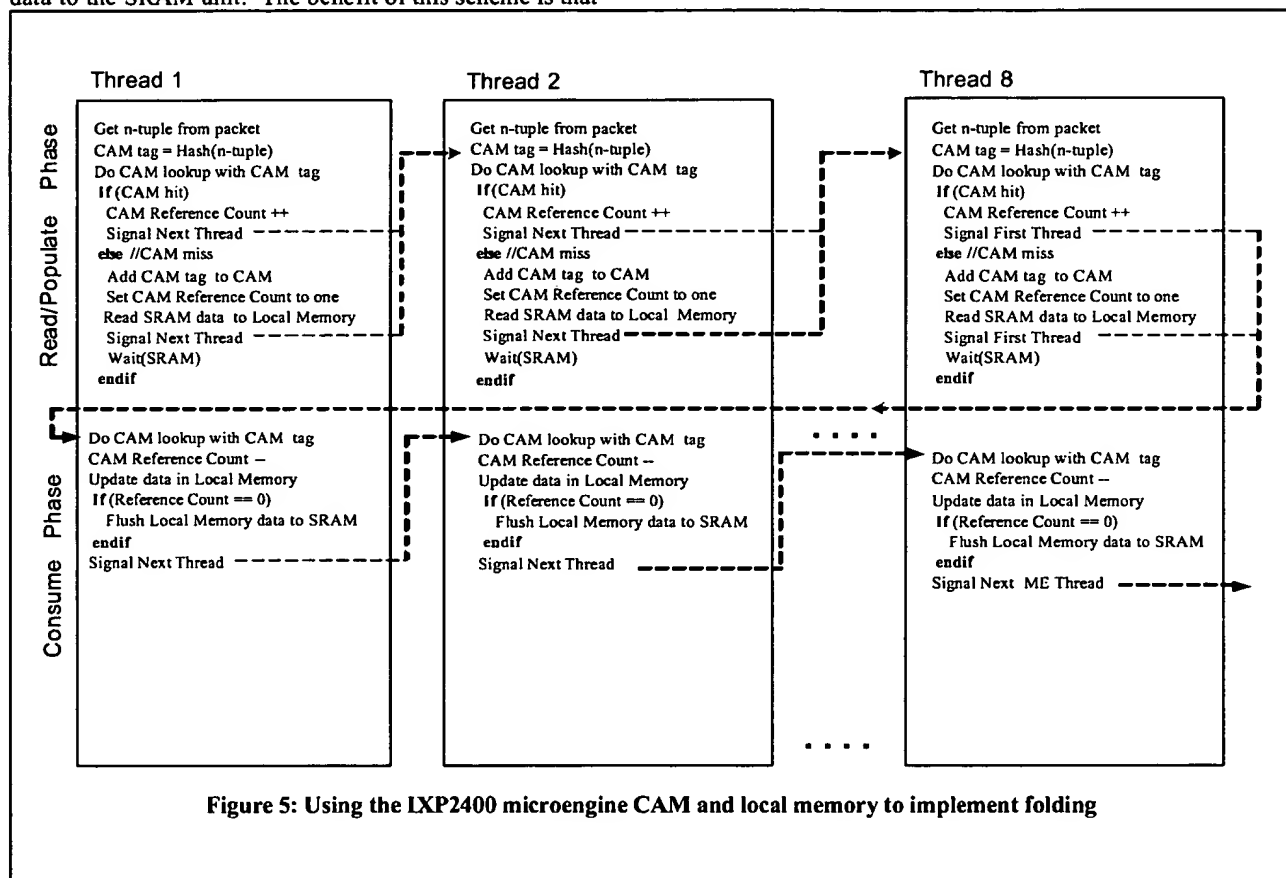 data to the SRAM unit. The benefit of this scheme is that
Thread 1
Thread 2
Thread 8
Read/Populate Phase
Get n-tuple from packet
CAM tag = Hash(n-tuple)
Do CAM lookup with CAM tag
If (CAM hit)
CAM Reference Count ++
Signal Next Thread
else //CAM miss
Add CAM tag to CAM
Set CAM Reference Count to one
Read SRAM data to Local Memory
Signal Next Thread
Wait(SRAM)
endif
Get n-tuple from packet
CAM tag = Hash(n-tuple)
Do CAM lookup with CAM tag
If (CAM hit)
CAM Reference Count ++
Signal Next Thread
else //CAM miss
Add CAM tag to CAM
Set CAM Reference Count to one
Read SRAM data to Local Memory
Signal Next Thread
Wait(SRAM)
endif
Get n-tuple from packet
CAM tag = Hash(n-tuple)
Do CAM lookup with CAM tag
If (CAM hit)
CAM Reference Count ++
Signal First Thread
else //CAM miss
Add CAM tag to CAM
Set CAM Reference Count to one
Read SRAM data to Local Memory
Signal First Thread
Wait(SRAM)
endif
Consume Phase
Do CAM lookup with CAM tag
CAM Reference Count --
Update data in Local Memory
If (Reference Count == 0)
Flush Local Memory data to SRAM
endif
Signal Next Thread
Do CAM lookup with CAM tag
CAM Reference Count --
Update data in Local Memory
If (Reference Count == 0)
Flush Local Memory data to SRAM
endif
Signal Next Thread
. . . .
Do CAM lookup with CAM tag
CAM Reference Count --
Update data in Local Memory
If (Reference Count == 0)
Flush Local Memory data to SRAM
endif
Signal Next ME Thread
. . . .
Figure 5: Using the IXP2400 microengine CAM and local memory to implement folding